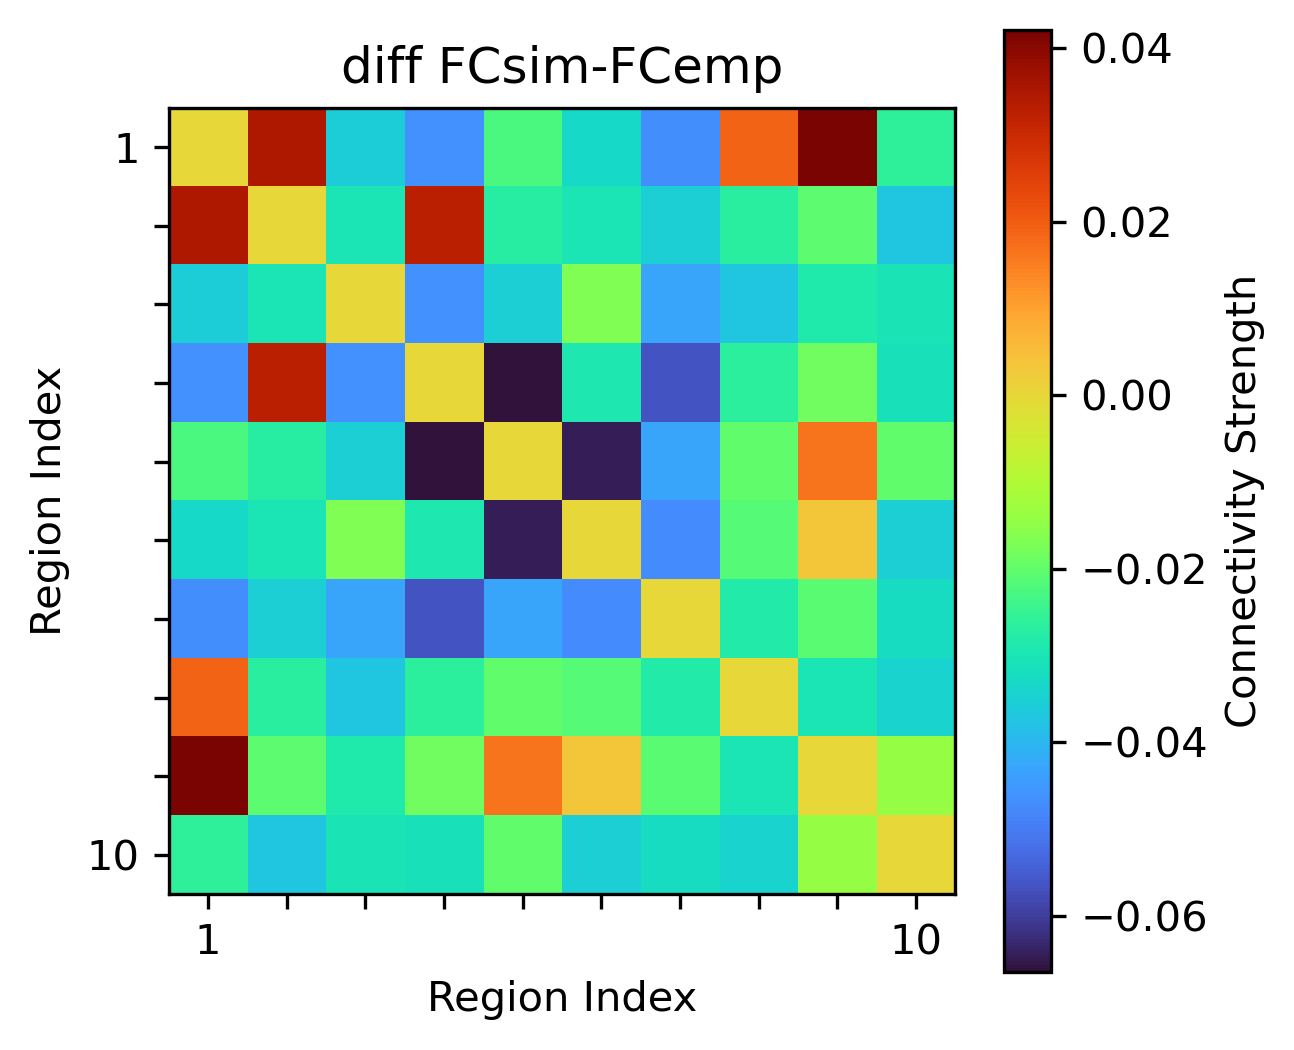 diff FCsim-FCemp
1
10
Region Index
1
10
Region Index
0.04
0.02
0.00
−0.02
−0.04
−0.06
Connectivity Strength